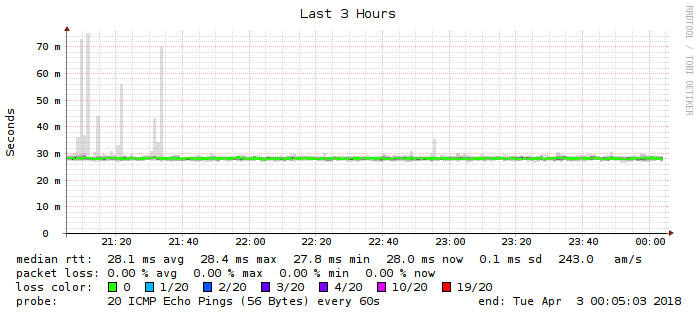 Last 3 Hours
RRDTOOL / TOBI OETIKER
Seconds
70 m
60 m
50 m
40 m
30 m
20 m
10 m
0
21:20 21:40 22:00 22:20 22:40 23:00 23:20 23:40 00:00
median rtt: 28.1 ms avg 28.4 ms max 27.8 ms min 28.0 ms now 0.1 ms sd 243.0 am/s
packet loss: 0.00 % avg 0.00 % max 0.00 % min 0.00 % now
loss color: 0 1/20 2/20 3/20 4/20 10/20 19/20
probe: 20 ICMP Echo Pings (56 Bytes) every 60s end: Tue Apr 3 00:05:03 2018